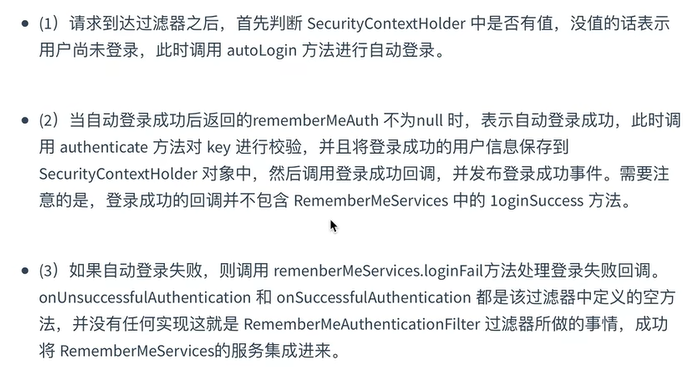 • (1) 请求到达过滤器之后，首先判断 SecurityContextHolder 中是否有值，没值的话表示
用户尚未登录，此时调用 autoLogin 方法进行自动登录。
• (2) 当自动登录成功后返回的rememberMeAuth 不为null 时，表示自动登录成功，此时调
用 authenticate 方法对 key 进行校验，并且将登录成功的用户信息保存到
SecurityContextHolder 对象中，然后调用登录成功回调，并发布登录成功事件。需要注
意的是，登录成功的回调并不包含 RememberMeServices 中的 1oginSuccess 方法。
• (3) 如果自动登录失败，则调用 remenberMeServices.loginFail方法处理登录失败回调。
onUnsuccessfulAuthentication 和 onSuccessfulAuthentication 都是该过滤器中定义的空方
法，并没有任何实现这就是 RememberMeAuthenticationFilter 过滤器所做的事情，成功
将 RememberMeServices的服务集成进来。